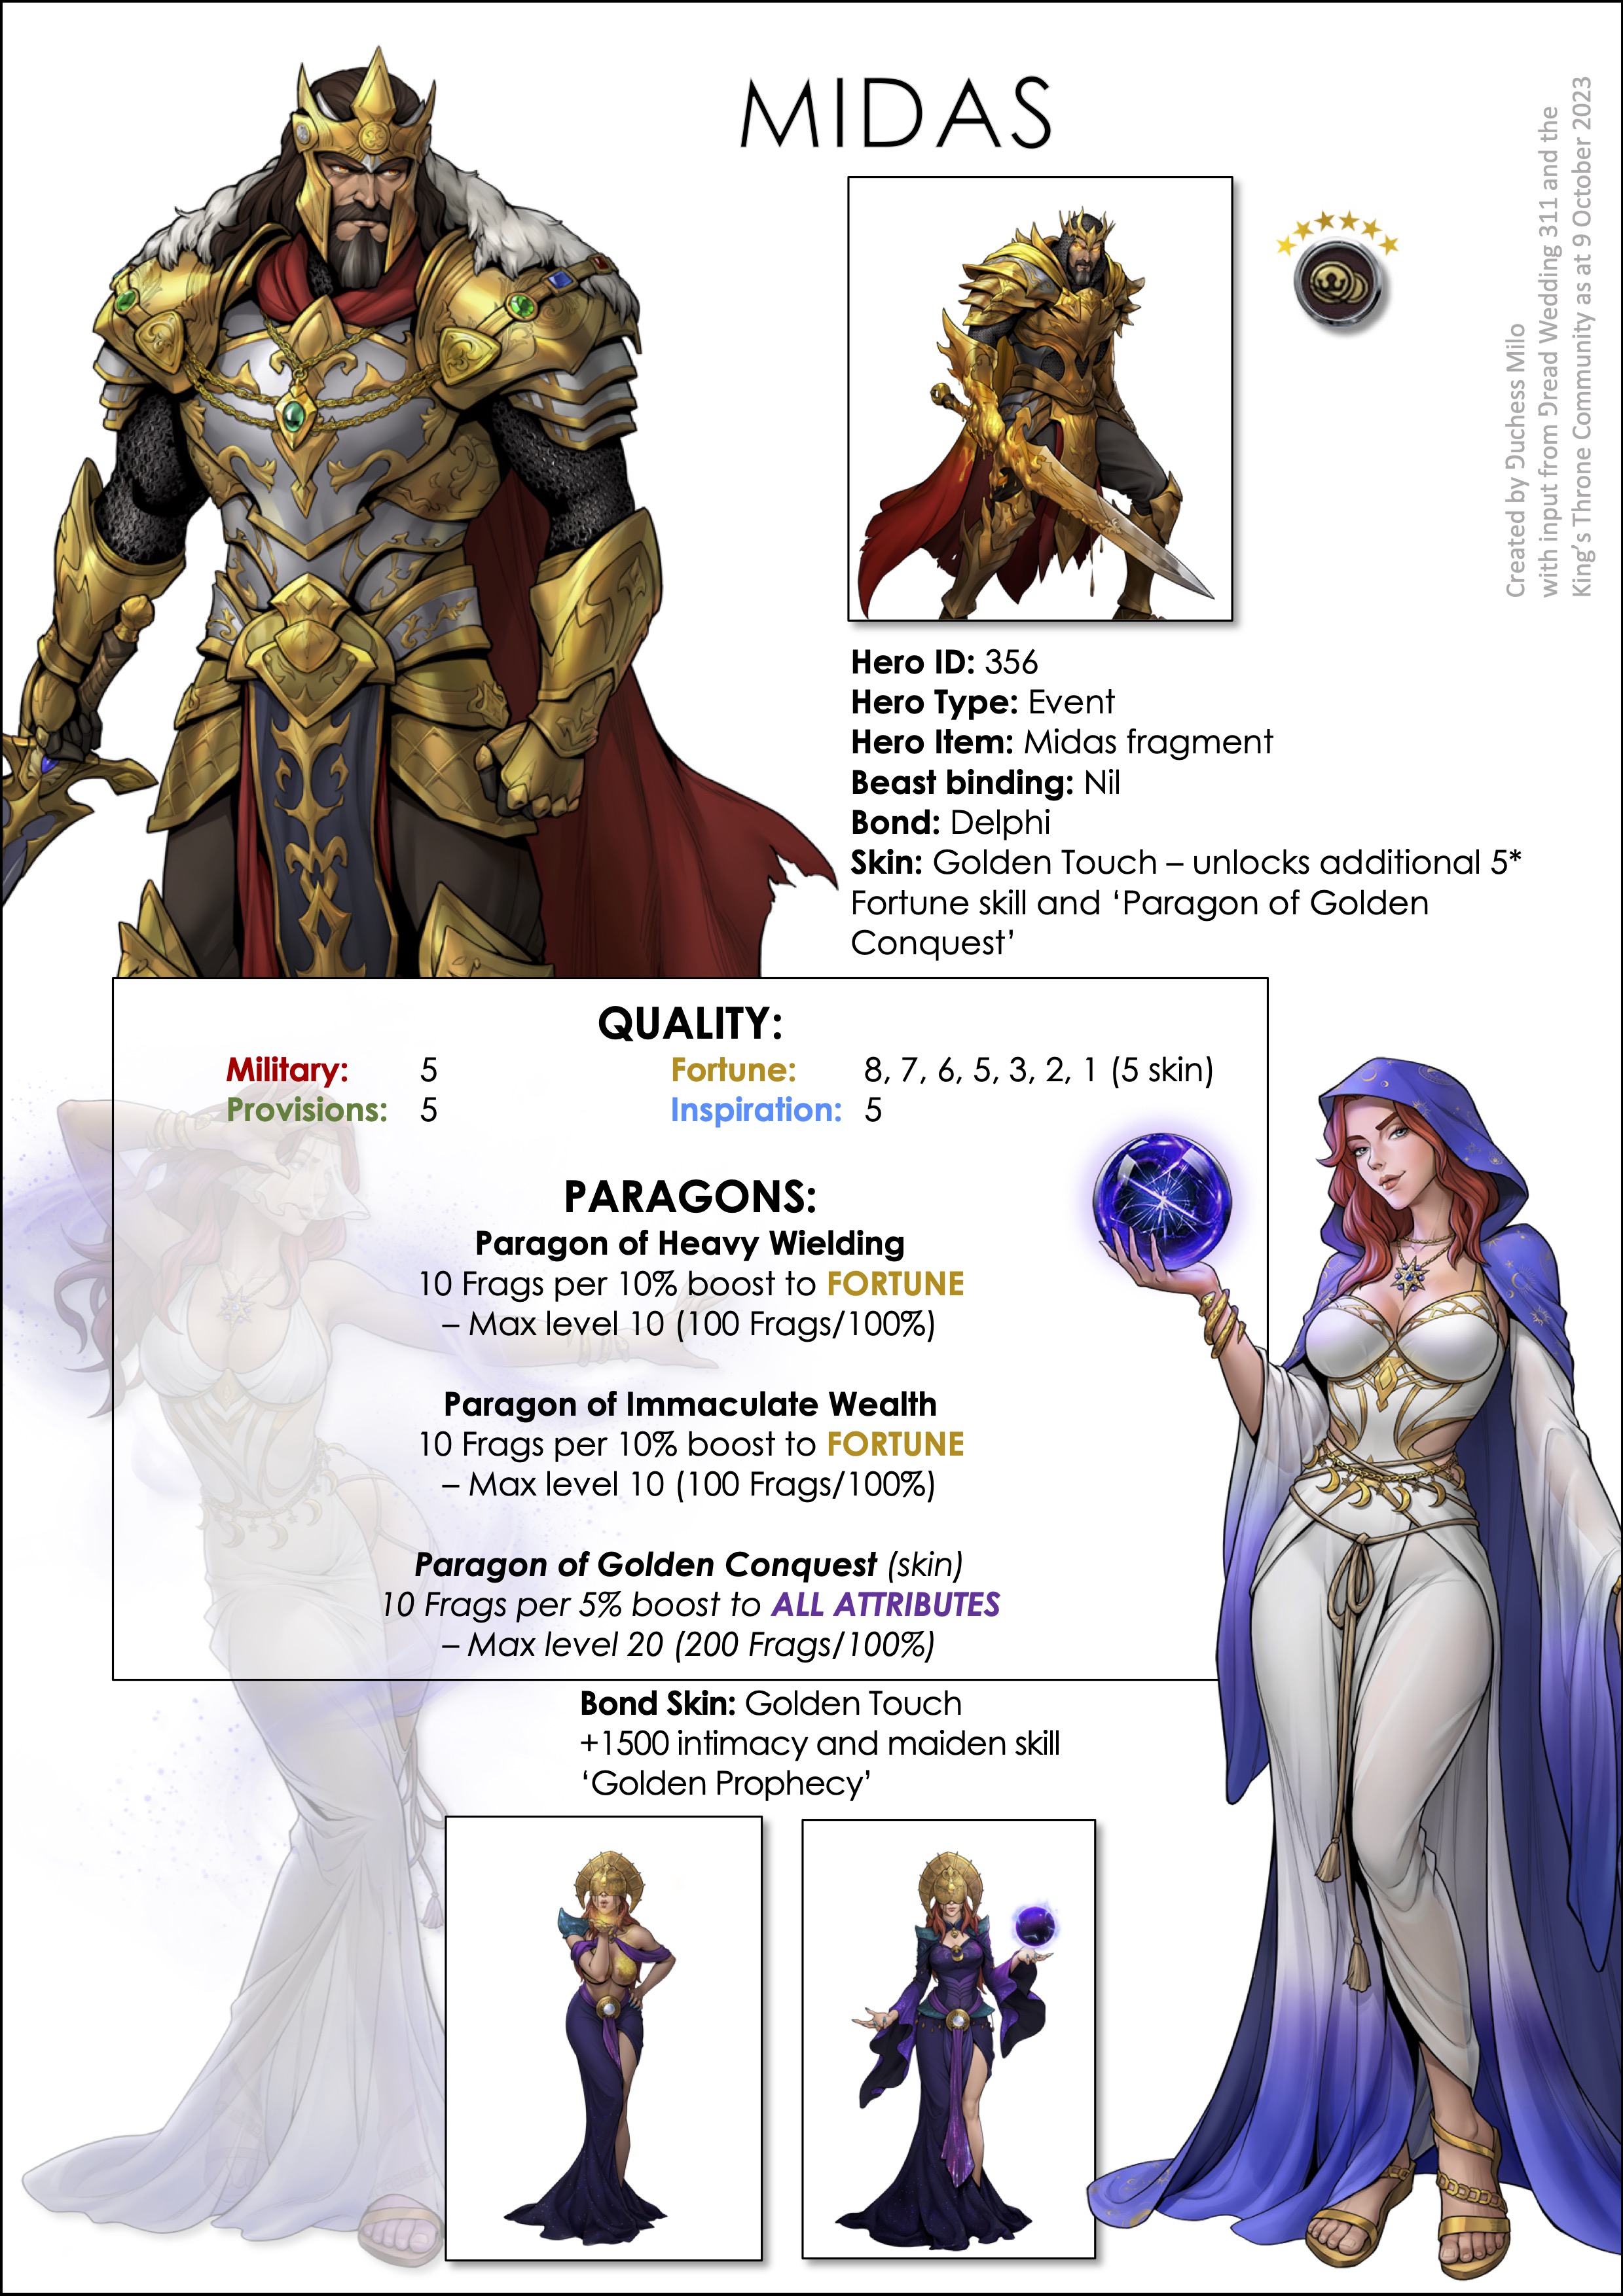 MIDAS
Created by Duchess Milo
with input from Dread Wedding 311 and the
King's Throne Community as at 9 October 2023
Hero ID: 356
Hero Type: Event
Hero Item: Midas fragment
Beast binding: Nil
Bond: Delphi
Skin: Golden Touch – unlocks additional 5*
Fortune skill and ‘Paragon of Golden
Conquest’
QUALITY:
Military: 5 Fortune: 8, 7, 6, 5, 3, 2, 1 (5 skin)
Provisions: 5 Inspiration: 5
PARAGONS:
Paragon of Heavy Wielding
10 Frags per 10% boost to FORTUNE
– Max level 10 (100 Frags/100%)
Paragon of Immaculate Wealth
10 Frags per 10% boost to FORTUNE
– Max level 10 (100 Frags/100%)
Paragon of Golden Conquest (skin)
10 Frags per 5% boost to ALL ATTRIBUTES
– Max level 20 (200 Frags/100%)
Bond Skin: Golden Touch
+1500 intimacy and maiden skill
‘Golden Prophecy’